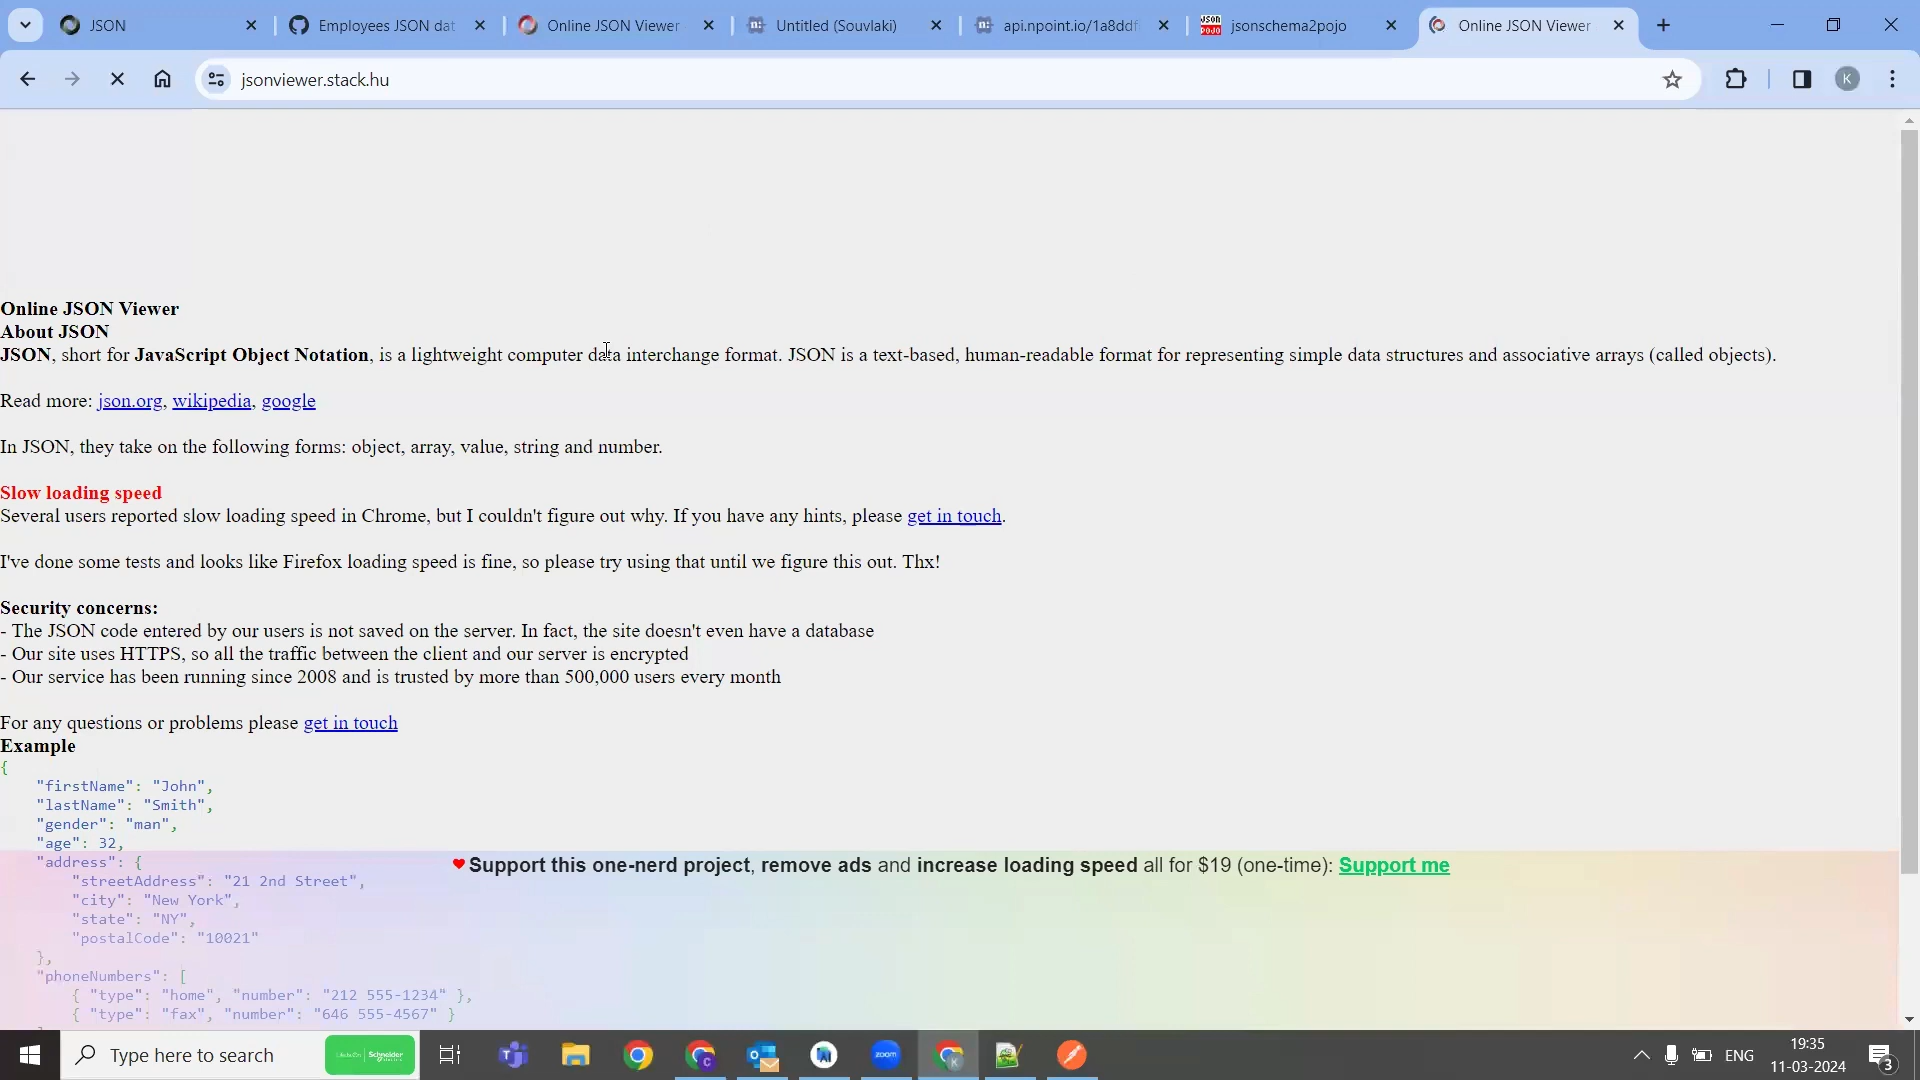 JSON
Employees JSON dat
Online JSON Viewer
Untitled (Souvlaki)
api.npoint.io/1a8ddf
jsonschema2pojo
Online JSON Viewer
jsonviewer.stack.hu
K
Online JSON Viewer
About JSON
JSON, short for JavaScript Object Notation, is a lightweight computer data interchange format. JSON is a text-based, human-readable format for representing simple data structures and associative arrays (called objects).
Read more: json.org, wikipedia, google
In JSON, they take on the following forms: object, array, value, string and number.
Slow loading speed
Several users reported slow loading speed in Chrome, but I couldn't figure out why. If you have any hints, please get in touch.
I've done some tests and looks like Firefox loading speed is fine, so please try using that until we figure this out. Thx!
Security concerns:
- The JSON code entered by our users is not saved on the server. In fact, the site doesn't even have a database
- Our site uses HTTPS, so all the traffic between the client and our server is encrypted
- Our service has been running since 2008 and is trusted by more than 500,000 users every month
For any questions or problems please get in touch
Example
{
"firstName": "John",
"lastName": "Smith",
"gender": "man",
"age": 32,
"address": {
"streetAddress": "21 2nd Street",
"city": "New York",
"state": "NY",
"postalCode": "10021"
},
"phoneNumbers": [
{ "type": "home", "number": "212 555-1234" },
{ "type": "fax", "number": "646 555-4567" }
Support this one-nerd project, remove ads and increase loading speed all for $19 (one-time): Support me
Type here to search
Schneider
zoom
ENG
19:35
11-03-2024
3